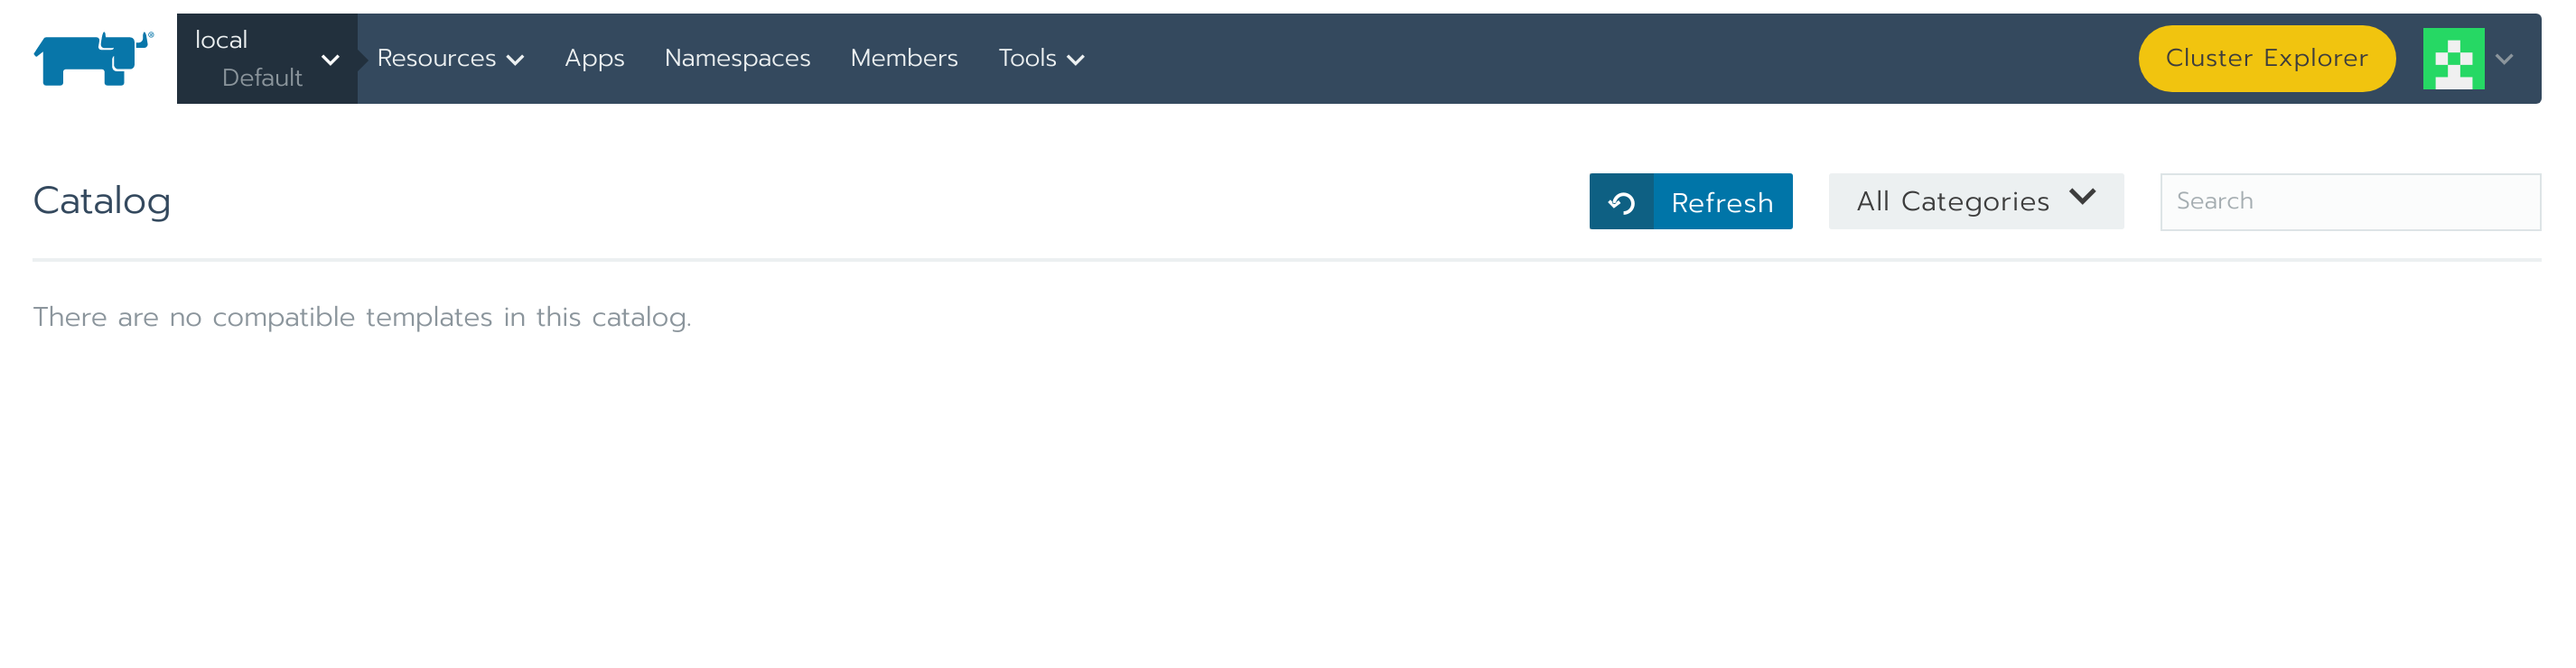 local
Default
Resources
Apps
Namespaces
Members
Tools
Cluster Explorer
Catalog
Refresh
All Categories
Search
There are no compatible templates in this catalog.